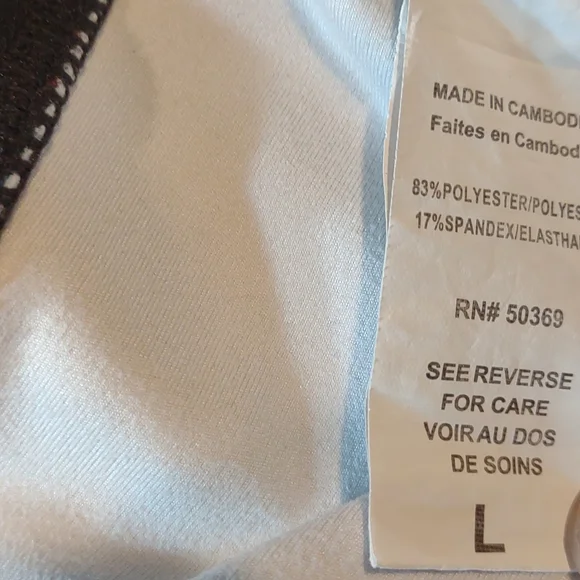 MADE IN CAMBOD
Faites en Cambod
83%POLYESTER/POLYES
17%SPANDEX/ELASTHA
RN# 50369
SEE REVERSE
FOR CARE
VOIR AU DOS
DE SOINS
L